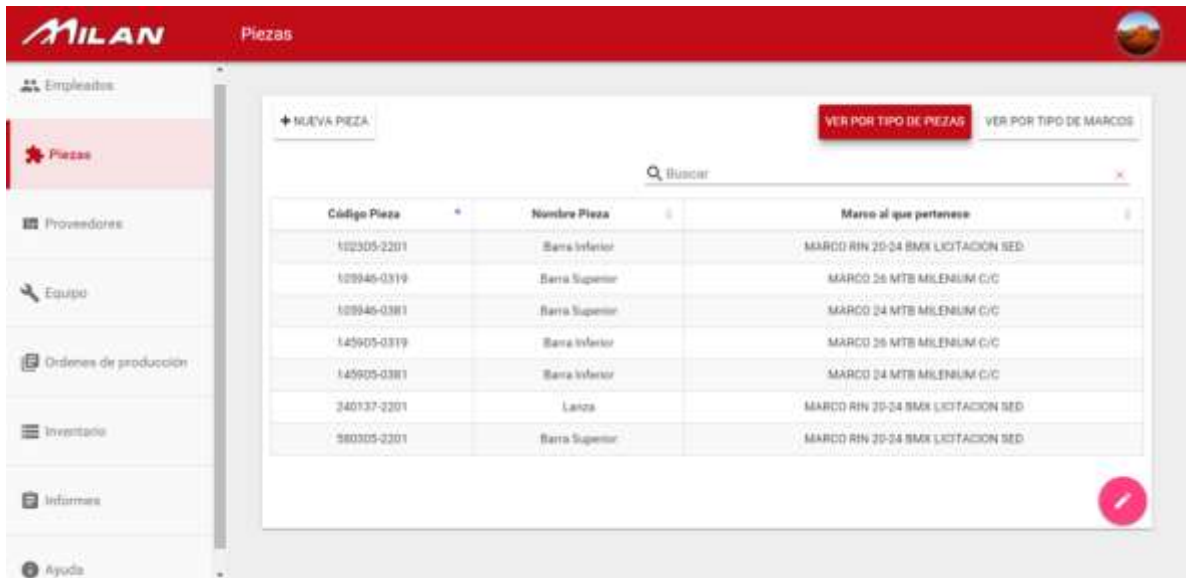 MILAN
Piezas
Empleados
Piezas
Proveedores
Equipo
Ordenes de producción
Inventario
Informes
Ayuda
+ NUEVA PIEZA
VER POR TIPO DE PIEZAS
VER POR TIPO DE MARCOS
Buscar
Código Pieza Nombre Pieza Marco al que pertenece
102305-2201 Barra Inferior MARCO RIN 20-24 BMX LICITACION SED
105946-0319 Barra Superior MARCO 26 MTB MILENIUM C/C
105946-0381 Barra Superior MARCO 24 MTB MILENIUM C/C
145905-0319 Barra Inferior MARCO 26 MTB MILENIUM C/C
145905-0381 Barra Inferior MARCO 24 MTB MILENIUM C/C
240137-2201 Lanza MARCO RIN 20-24 BMX LICITACION SED
580305-2201 Barra Superior MARCO RIN 20-24 BMX LICITACION SED